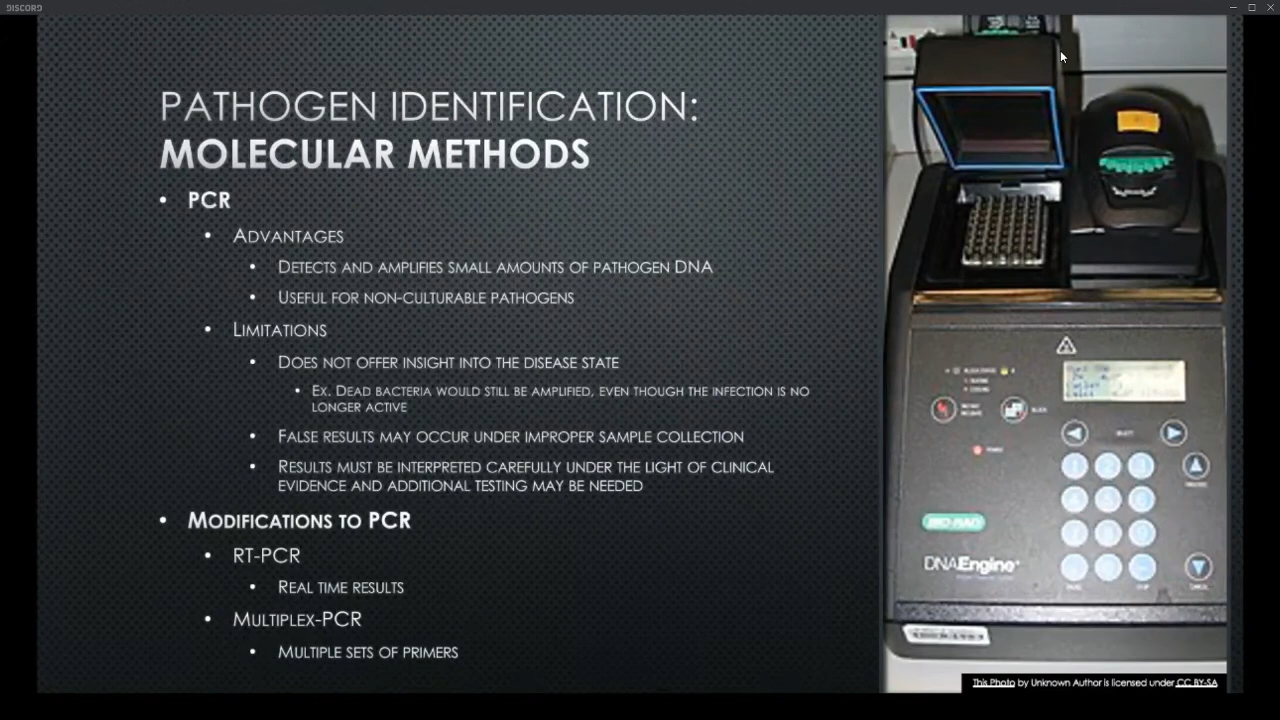 DISCORD
PATHOGEN IDENTIFICATION:
MOLECULAR METHODS
• PCR
• ADVANTAGES
• DETECTS AND AMPLIFIES SMALL AMOUNTS OF PATHOGEN DNA
• USEFUL FOR NON-CULTURABLE PATHOGENS
• LIMITATIONS
• DOES NOT OFFER INSIGHT INTO THE DISEASE STATE
• EX. DEAD BACTERIA WOULD STILL BE AMPLIFIED, EVEN THOUGH THE INFECTION IS NO
LONGER ACTIVE
• FALSE RESULTS MAY OCCUR UNDER IMPROPER SAMPLE COLLECTION
• RESULTS MUST BE INTERPRETED CAREFULLY UNDER THE LIGHT OF CLINICAL
EVIDENCE AND ADDITIONAL TESTING MAY BE NEEDED
• MODIFICATIONS TO PCR
• RT-PCR
• REAL TIME RESULTS
• MULTIPLEX-PCR
• MULTIPLE SETS OF PRIMERS
BIO-RAD
DNAEngine
This Photo by Unknown Author is licensed under CC BY-SA